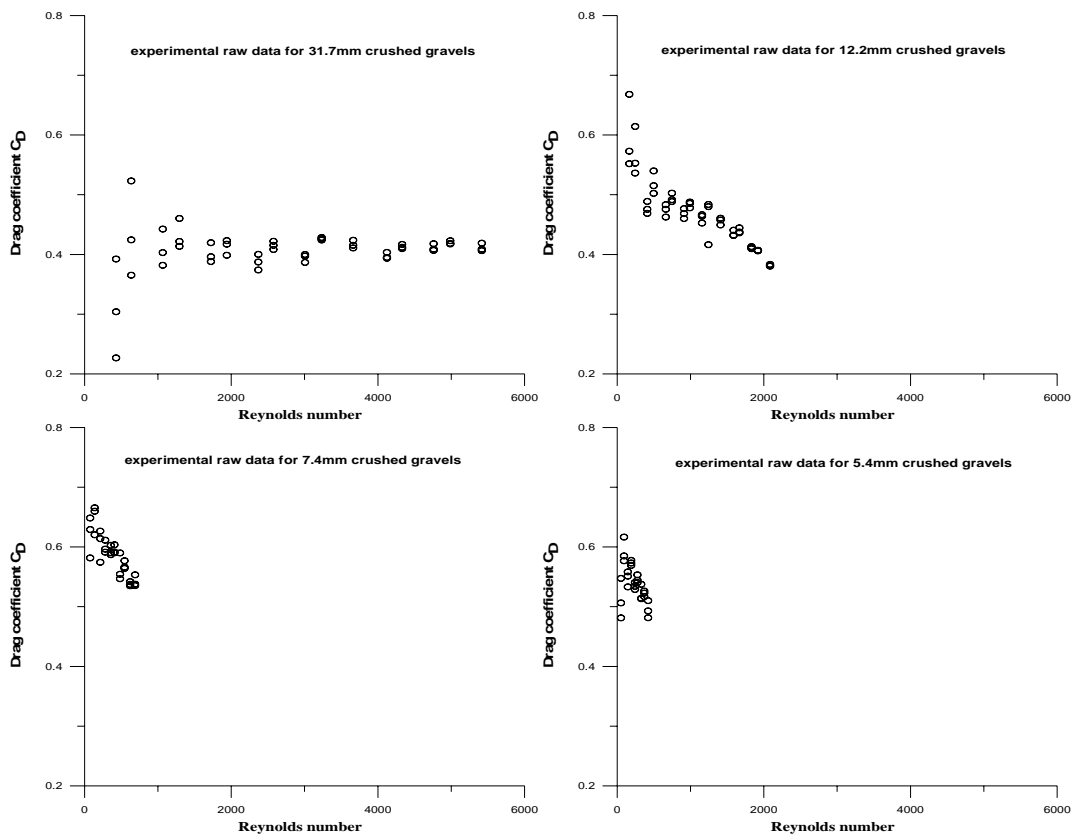 experimental raw data for 31.7mm crushed gravels
Drag coefficient CD
0.8
0.6
0.4
0.2
0
2000
4000
6000
Reynolds number
experimental raw data for 12.2mm crushed gravels
Drag coefficient CD
0.8
0.6
0.4
0.2
0
2000
4000
6000
Reynolds number
experimental raw data for 7.4mm crushed gravels
Drag coefficient CD
0.8
0.6
0.4
0.2
0
2000
4000
6000
Reynolds number
experimental raw data for 5.4mm crushed gravels
Drag coefficient CD
0.8
0.6
0.4
0.2
0
2000
4000
6000
Reynolds number